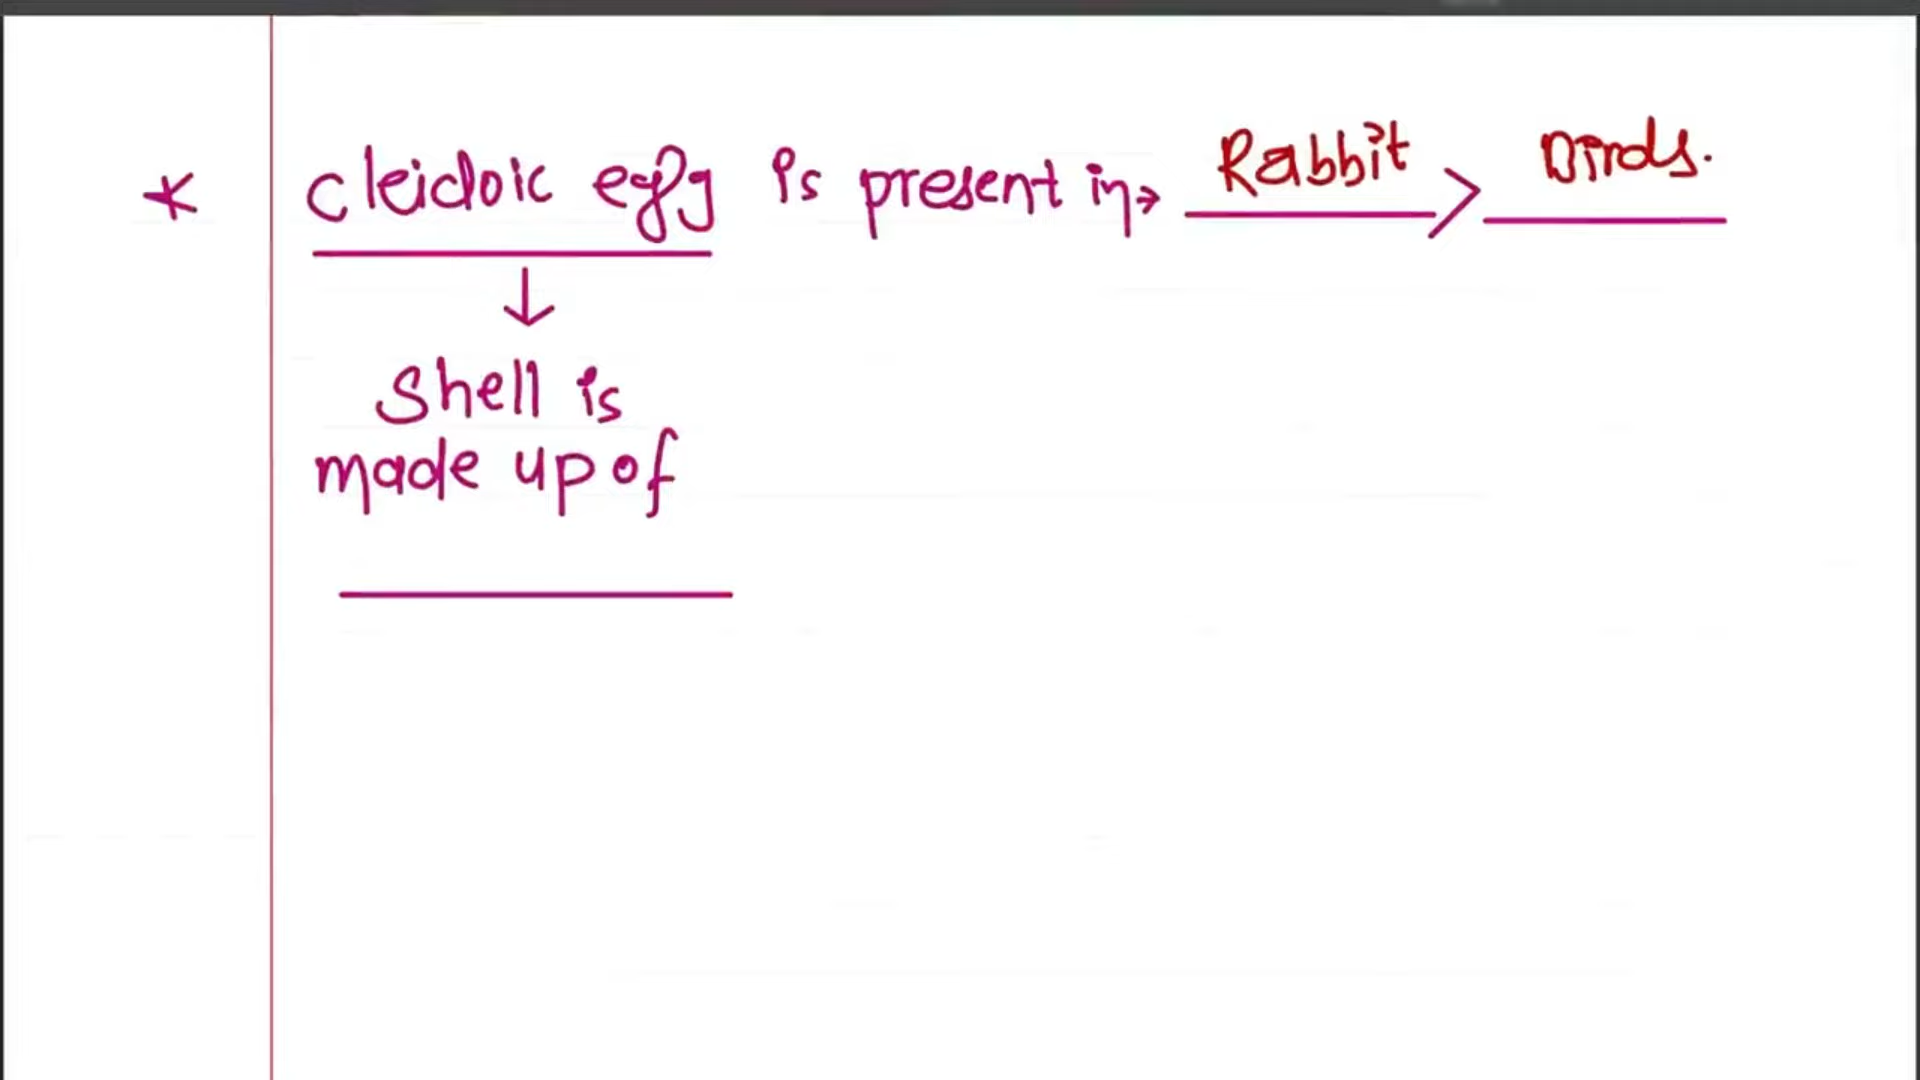 * cleidoic egg is present in → Rabbit > Birds.
↓
Shell is
made up of